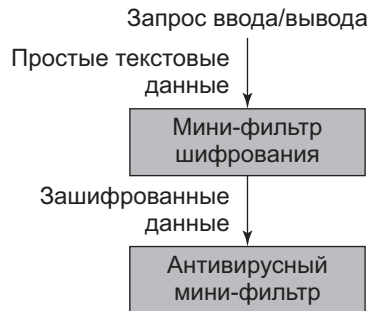 Запрос ввода/вывода
Простые текстовые
данные
Мини-фильтр
шифрования
Зашифрованные
данные
Антивирусный
мини-фильтр